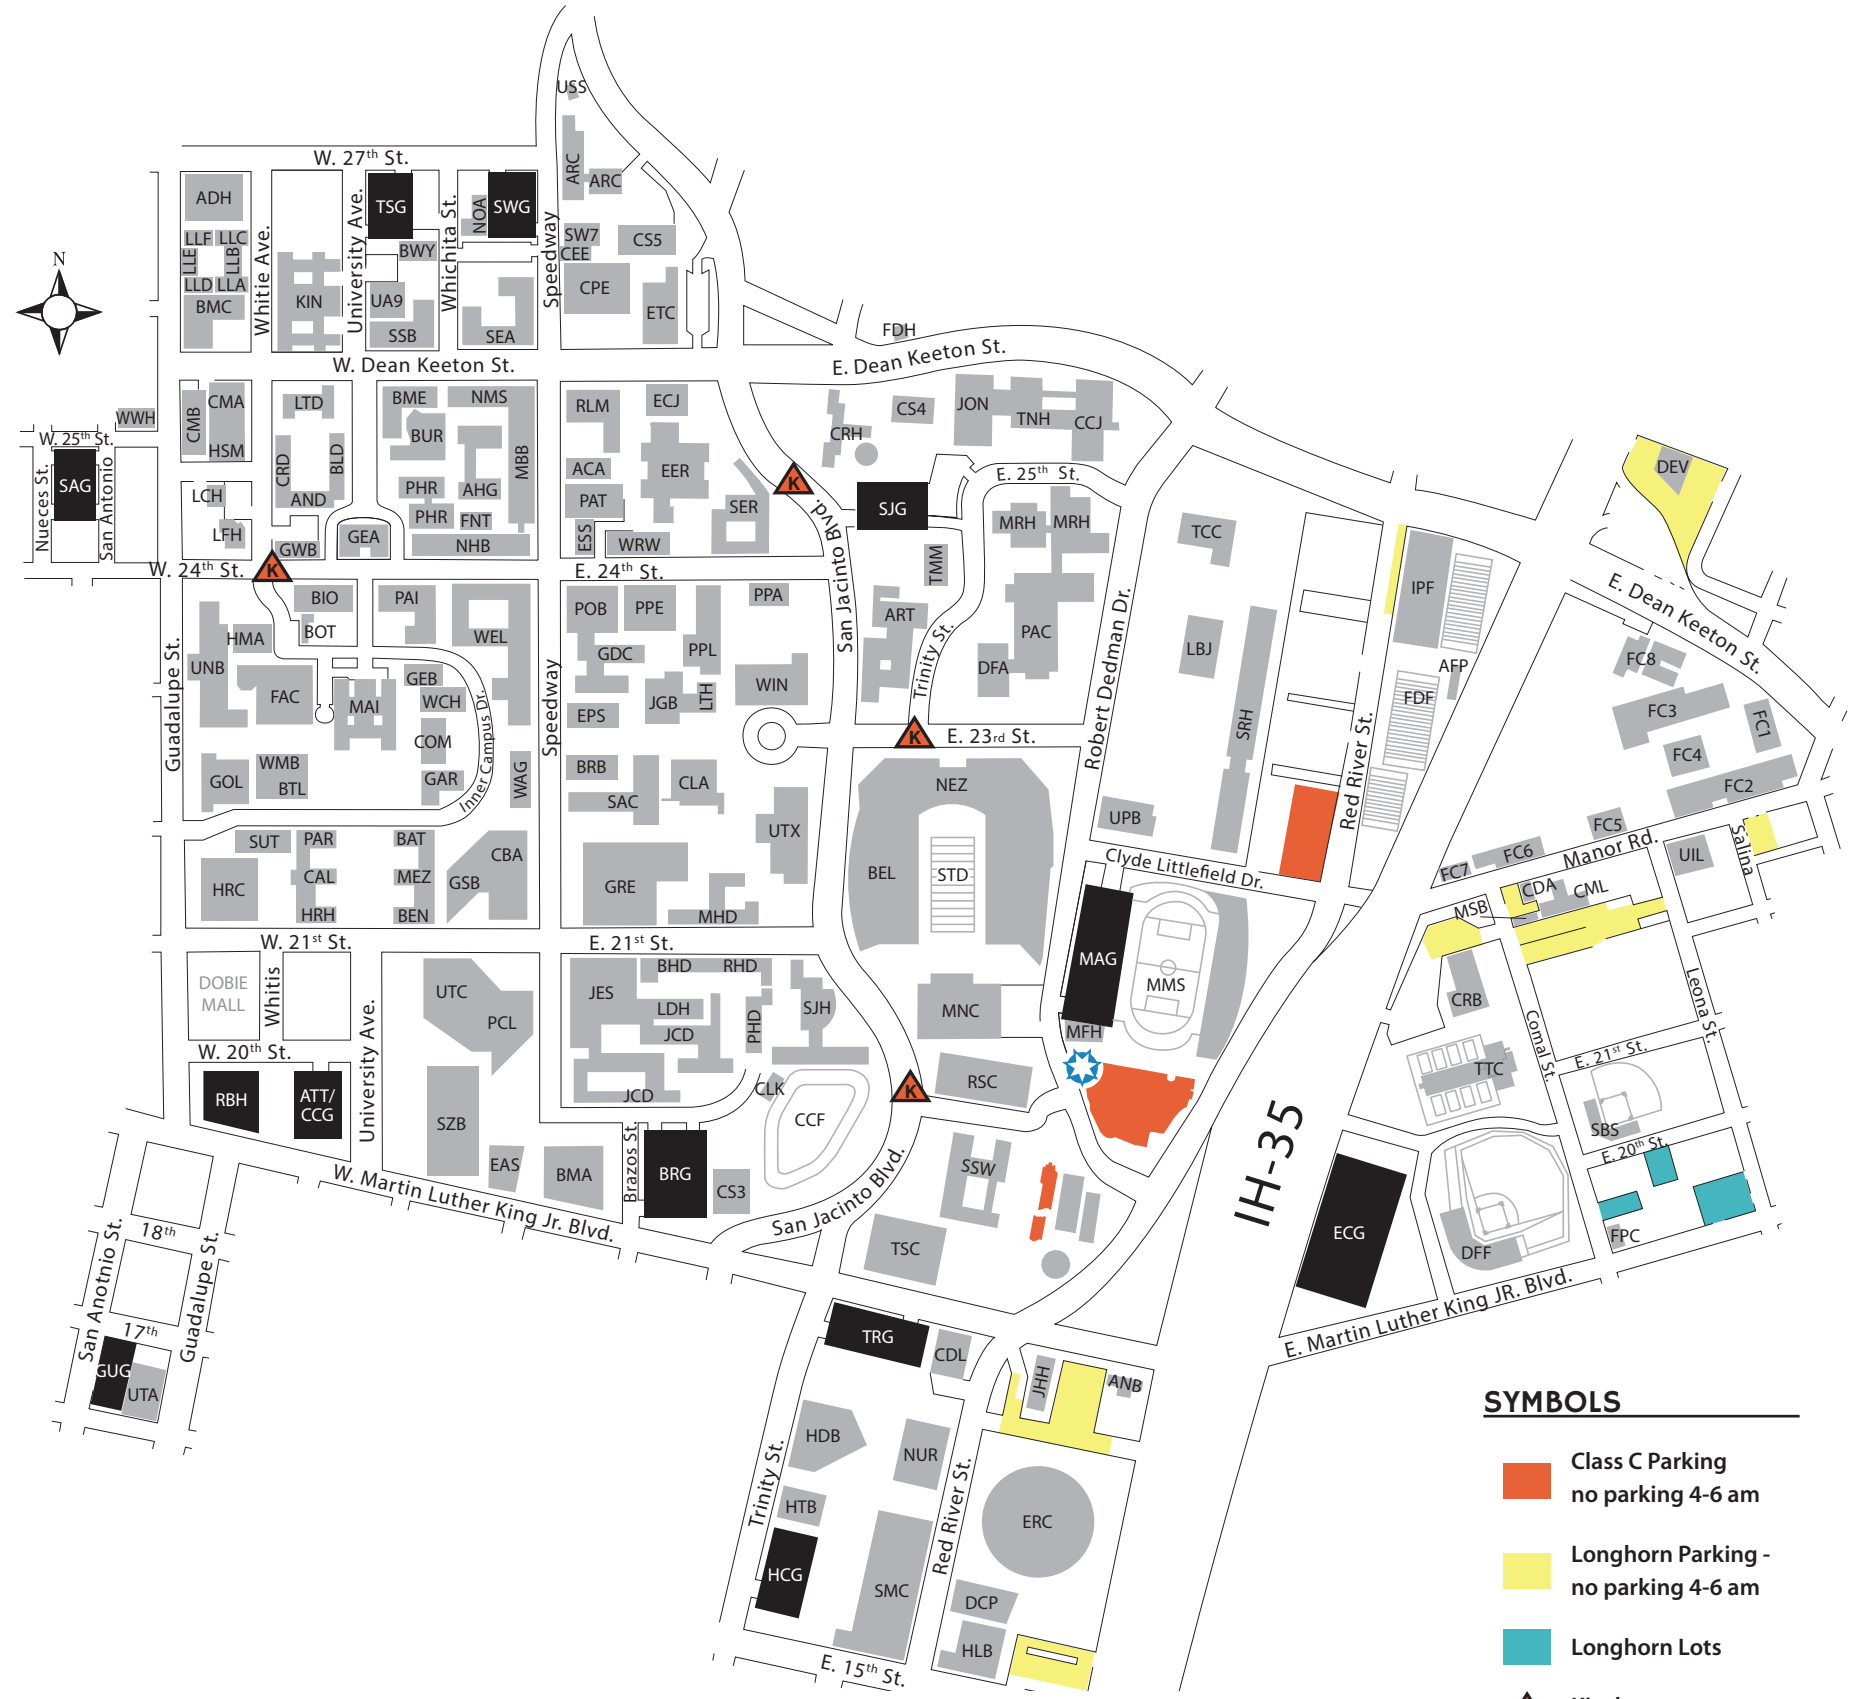 USS
W. 27th St.
ARC
ARC
ADH
TSG
NOA
SWG
Whitie Ave.
University Ave.
Whichita St.
Speedway
LLF
LLC
LLE
LLB
LLD
LLA
BMC
KIN
BWY
UA9
SSB
SEA
SW7
CEE
CS5
CPE
ETC
N
FDH
W. Dean Keeton St.
E. Dean Keeton St.
WWH
CMB
CMA
HSM
LTD
BME
NMS
RLM
ECJ
CS4
JON
TNH
CCJ
CRH
DEV
W. 25th St.
Nueces St.
SAG
San Antonio
CRD
BLD
AND
BUR
MBB
PHR
AHG
PHR
FNT
NHB
ACA
EER
PAT
ESS
WRW
SER
K
SJG
E. 25th St.
MRH
MRH
TCC
LCH
LFH
GWB
GEA
TMM
IPF
W. 24th St.
K
E. 24th St.
San Jacinto Blvd.
San Jacinto Blvd.
E. Dean Keeton St.
BIO
BOT
PAI
WEL
POB
PPE
PPA
ART
PAC
DFA
Trinity St.
Robert Dedman Dr.
LBJ
SRH
AFP
FDF
Guadalupe St.
HMA
UNB
FAC
MAI
GEB
WCH
COM
GAR
Inner Campus Dr.
WAG
Speedway
GDC
PPL
JGB
LTH
EPS
WIN
FC8
FC3
FC1
FC4
FC2
K
E. 23rd St.
Red River St.
GOL
WMB
BTL
BRB
CLA
SAC
UTX
NEZ
BEL
STD
UPB
Clyde Littlefield Dr.
FC5
FC6
FC7
Manor Rd.
UIL
Salina
SUT
PAR
BAT
CBA
HRC
CAL
MEZ
GSB
HRH
BEN
GRE
MHD
MSB
CDA
CML
W. 21st St.
E. 21st St.
MAG
MMS
DOBIE
MALL
Whitis
University Ave.
UTC
PCL
JES
BHD
RHD
LDH
JCD
PHD
SJH
MNC
MFH
CRB
Comal St.
Leona St.
W. 20th St.
E. 21st St.
RBH
ATT/
CCG
SZB
JCD
CLK
CCF
K
RSC
TTC
SBS
E. 20th St.
IH-35
EAS
BMA
Brazos St.
BRG
CS3
San Jacinto Blvd.
SSW
TSC
ECG
DFF
FPC
W. Martin Luther King Jr. Blvd.
E. Martin Luther King JR. Blvd.
18th
17th
San Anotnio St.
Guadalupe St.
GUG
UTA
TRG
CDL
JHH
ANB
HDB
NUR
Trinity St.
HTB
HCG
SMC
Red River St.
ERC
DCP
HLB
E. 15th St.
SYMBOLS
Class C Parking
no parking 4-6 am
Longhorn Parking -
no parking 4-6 am
Longhorn Lots